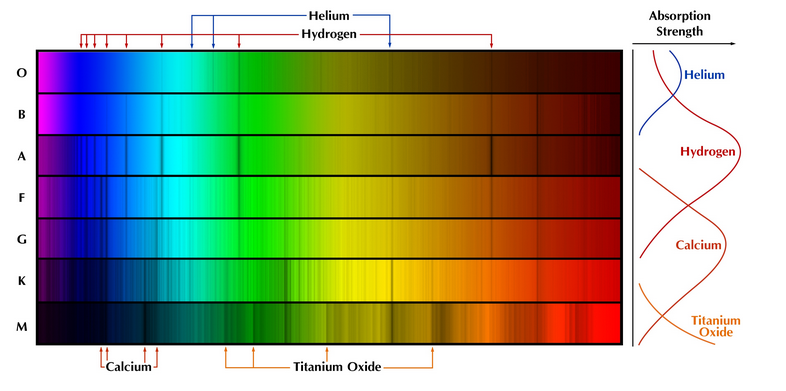 Helium
Hydrogen
Absorption
Strength
O
B
A
F
G
K
M
Helium
Hydrogen
Calcium
Titanium
Oxide
Calcium
Titanium Oxide